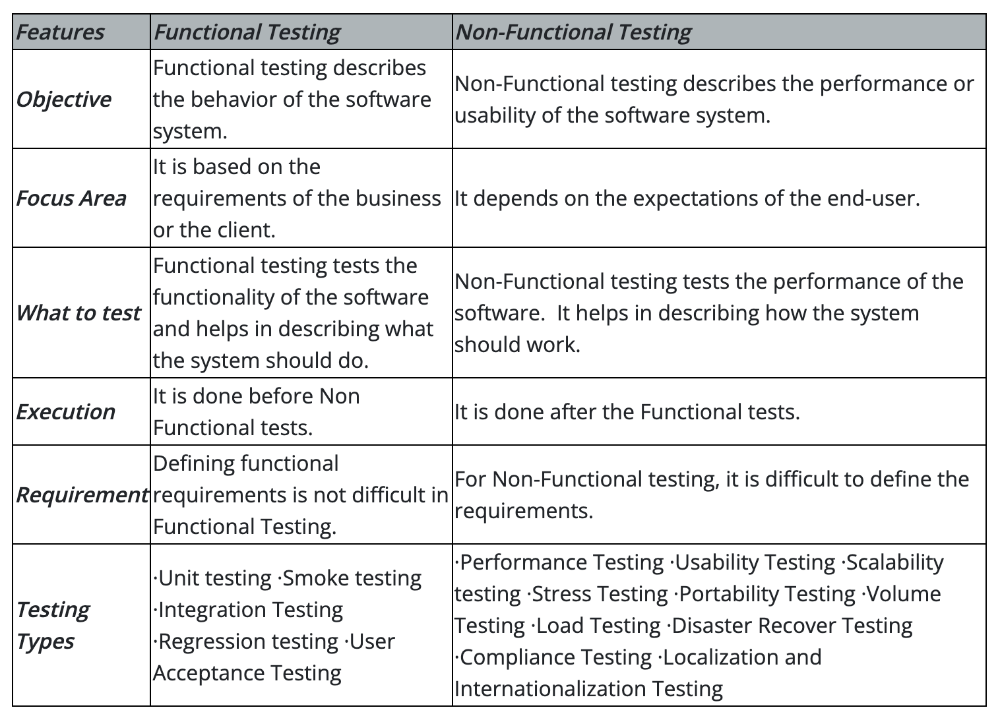 Features
Functional Testing
Non-Functional Testing
Objective
Functional testing describes
the behavior of the software
system.
Non-Functional testing describes the performance or
usability of the software system.
Focus Area
It is based on the
requirements of the business
or the client.
It depends on the expectations of the end-user.
What to test
Functional testing tests the
functionality of the software
and helps in describing what
the system should do.
Non-Functional testing tests the performance of the
software.  It helps in describing how the system
should work.
Execution
It is done before Non
Functional tests.
It is done after the Functional tests.
Requirement
Defining functional
requirements is not difficult in
Functional Testing.
For Non-Functional testing, it is difficult to define the
requirements.
Testing
Types
·Unit testing ·Smoke testing
·Integration Testing
·Regression testing ·User
Acceptance Testing
·Performance Testing ·Usability Testing ·Scalability
testing ·Stress Testing ·Portability Testing ·Volume
Testing ·Load Testing ·Disaster Recover Testing
·Compliance Testing ·Localization and
Internationalization Testing